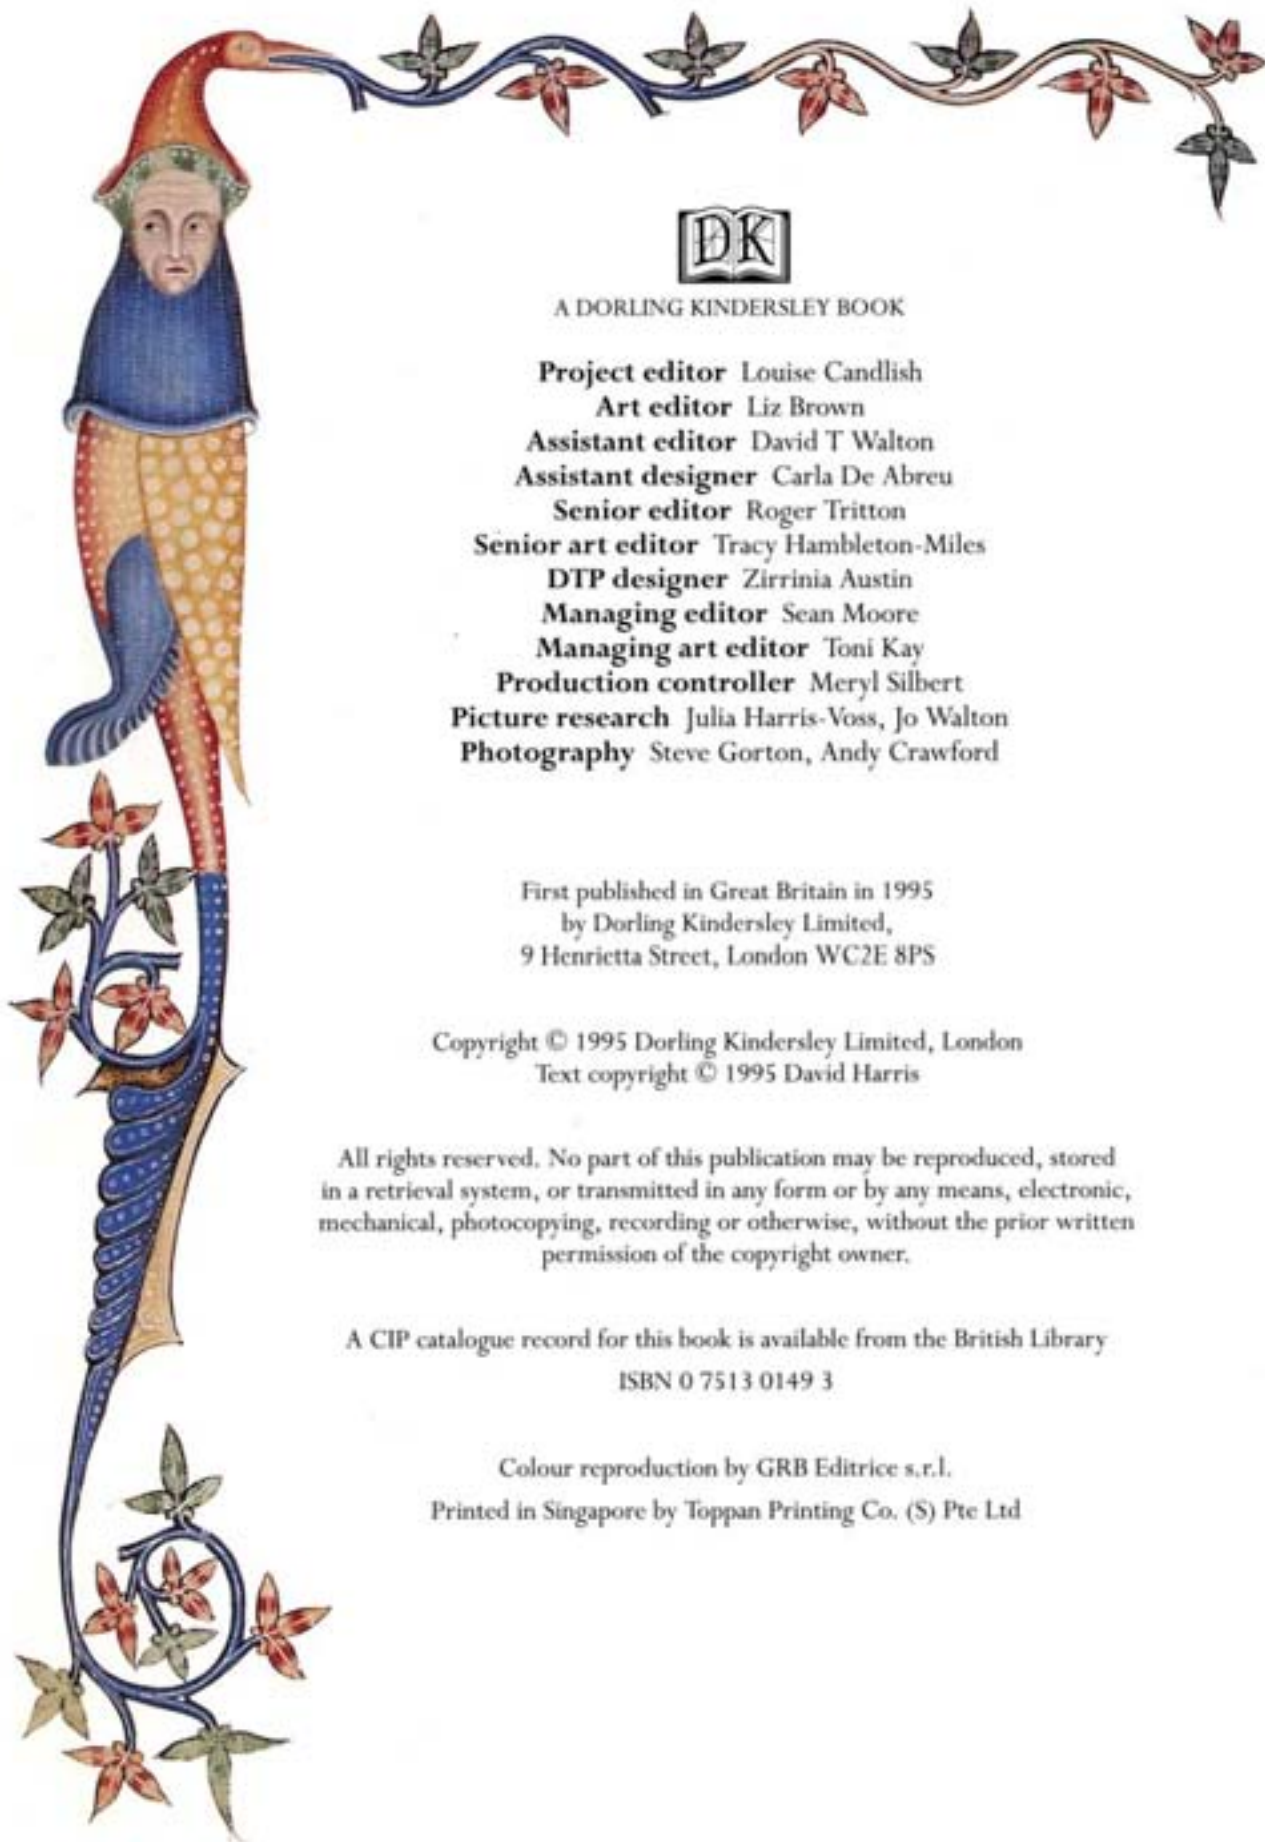 DK
A DORLING KINDERSLEY BOOK
Project editor Louise Candlish
Art editor Liz Brown
Assistant editor David T Walton
Assistant designer Carla De Abreu
Senior editor Roger Tritton
Senior art editor Tracy Hambleton-Miles
DTP designer Zirrinia Austin
Managing editor Sean Moore
Managing art editor Toni Kay
Production controller Meryl Silbert
Picture research Julia Harris-Voss, Jo Walton
Photography Steve Gorton, Andy Crawford
First published in Great Britain in 1995
by Dorling Kindersley Limited,
9 Henrietta Street, London WC2E 8PS
Copyright © 1995 Dorling Kindersley Limited, London
Text copyright © 1995 David Harris
All rights reserved. No part of this publication may be reproduced, stored
in a retrieval system, or transmitted in any form or by any means, electronic,
mechanical, photocopying, recording or otherwise, without the prior written
permission of the copyright owner.
A CIP catalogue record for this book is available from the British Library
ISBN 0 7513 0149 3
Colour reproduction by GRB Editrice s.r.l.
Printed in Singapore by Toppan Printing Co. (S) Pte Ltd